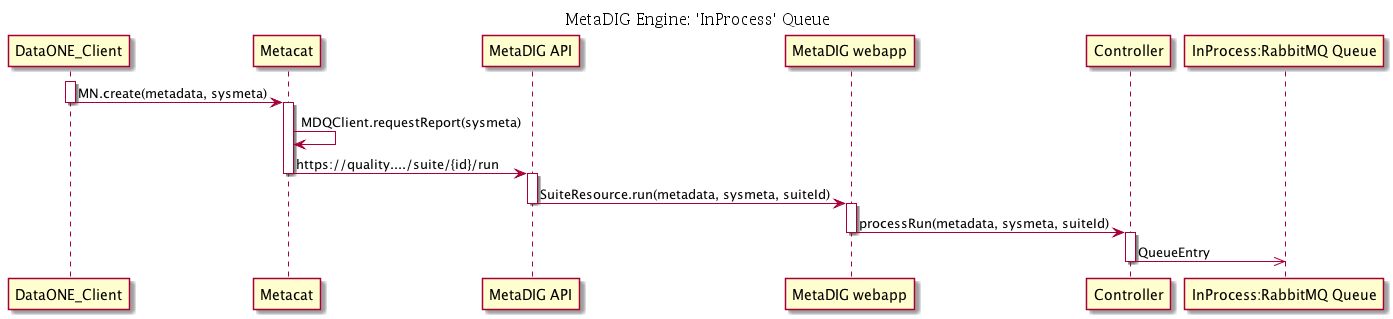 MetaDIG Engine: 'InProcess' Queue
DataONE_Client Metacat MetaDIG API MetaDIG webapp Controller InProcess:RabbitMQ Queue
MN.create(metadata, sysmeta)
MDQClient.requestReport(sysmeta)
https://quality..../suite/{id}/run
SuiteResource.run(metadata, sysmeta, suiteId)
processRun(metadata, sysmeta, suiteId)
QueueEntry
DataONE_Client Metacat MetaDIG API MetaDIG webapp Controller InProcess:RabbitMQ Queue